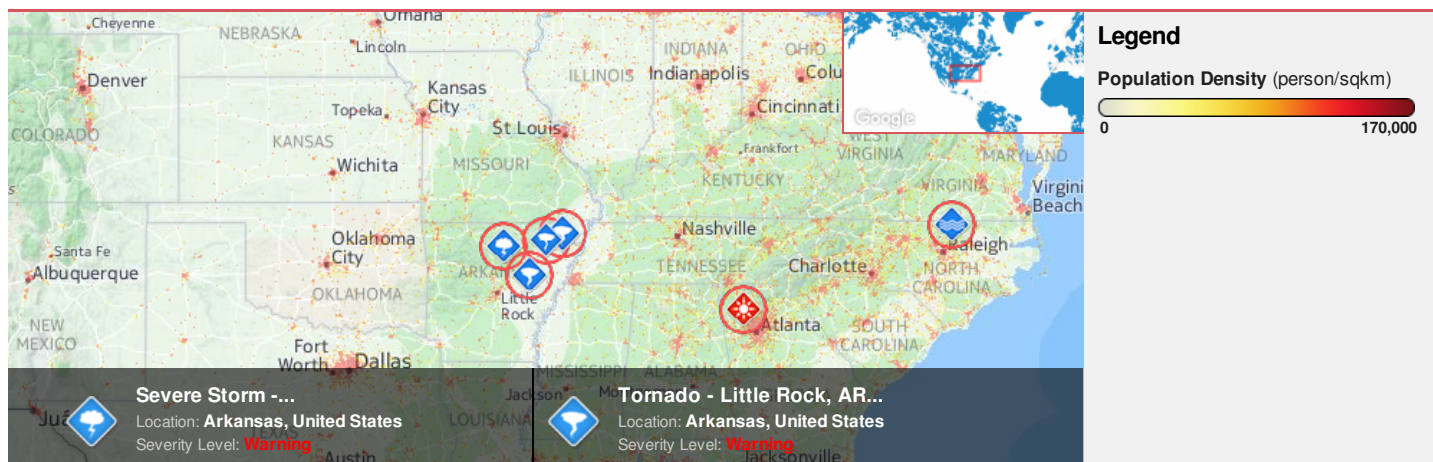 Cheyenne
Omaha
NEBRASKA
Lincoln
INDIANA
OHIO
ILLINOIS
Indianapolis
Colu
Denver
Kansas
City
Topeka
Cincinnati
Google
St Louis
COLORADO
KANSAS
Frankfort
WEST
VIRGINIA
MARYLAND
Wichita
MISSOURI
KENTUCKY
VIRGINIA
Virgini
Beach
Nashville
Oklahoma
City
Raleigh
Santa Fe
Albuquerque
ARKA
TENNESSEE
Charlotte
NORTH
CAROLINA
OKLAHOMA
Little
Rock
NEW
MEXICO
Atlanta
SOUTH
CAROLINA
Fort
Worth
Dallas
MISSISSIPPI
ALABAMA
Jackson
Juá
LOUISIANA
TEXAS
Austin
Jacksonville
Severe Storm -...
Location: Arkansas, United States
Severity Level: Warning
Tornado - Little Rock, AR...
Location: Arkansas, United States
Severity Level: Warning
Legend
Population Density (person/sqkm)
0
170,000